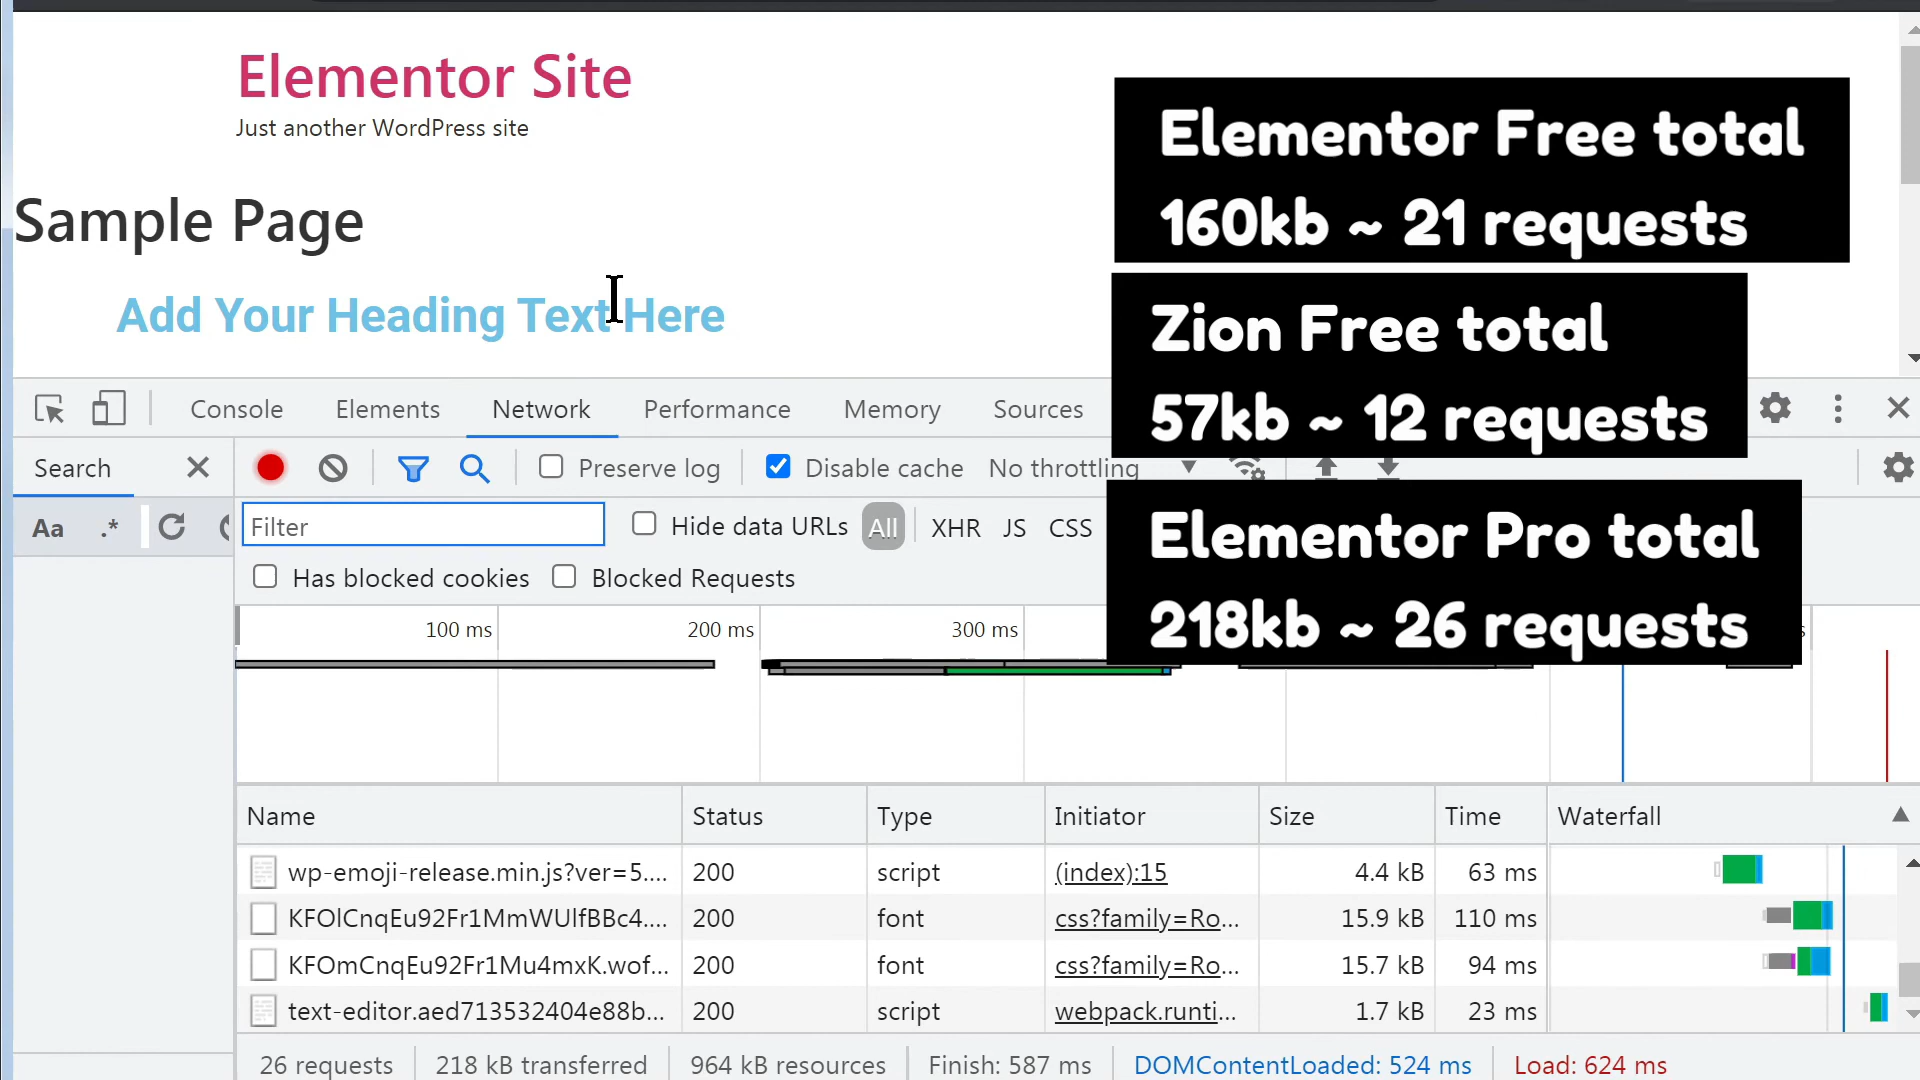 Elementor Site
Just another WordPress site
Sample Page
Add Your Heading Text Here
Elementor Free total
160kb ~ 21 requests
Zion Free total
57kb ~ 12 requests
Elementor Pro total
218kb ~ 26 requests
Console Elements Network Performance Memory Sources
Search Preserve log Disable cache No throttling
Aa .* Filter Hide data URLs All XHR JS CSS
Has blocked cookies Blocked Requests
100 ms 200 ms 300 ms
Name Status Type Initiator Size Time Waterfall
wp-emoji-release.min.js?ver=5.... 200 script (index):15 4.4 kB 63 ms
KFOlCnqEu92Fr1MmWUlfBBc4.... 200 font css?family=Ro... 15.9 kB 110 ms
KFOmCnqEu92Fr1Mu4mxK.wof... 200 font css?family=Ro... 15.7 kB 94 ms
text-editor.aed713532404e88b... 200 script webpack.runti... 1.7 kB 23 ms
26 requests 218 kB transferred 964 kB resources Finish: 587 ms DOMContentLoaded: 524 ms Load: 624 ms